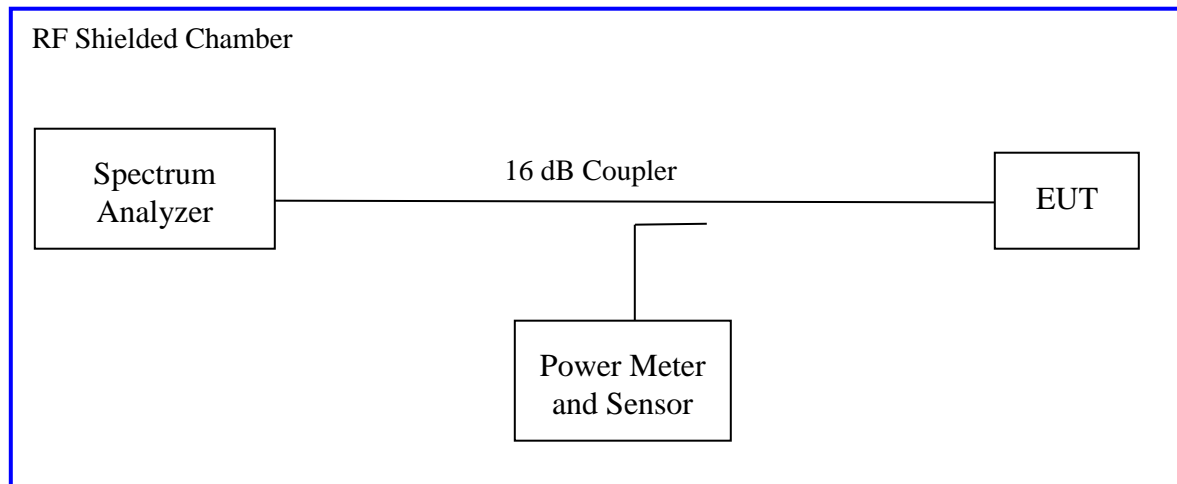 RF Shielded Chamber
Spectrum
Analyzer
16 dB Coupler
EUT
Power Meter
and Sensor